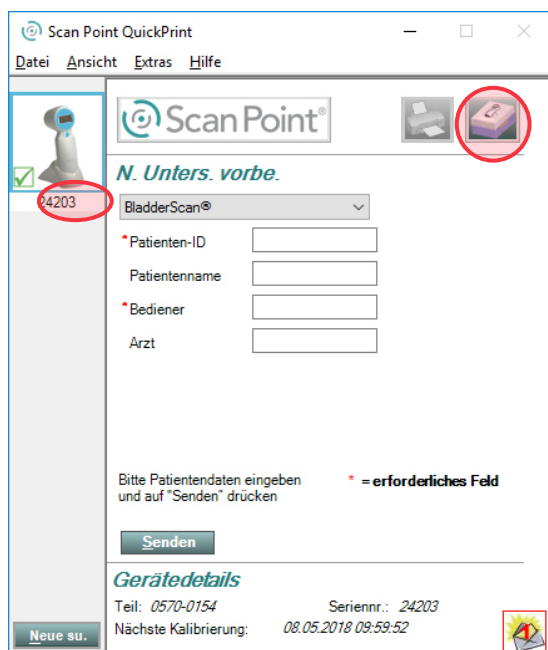 Scan Point QuickPrint
Datei Ansicht Extras Hilfe
Scan Point®
24203
N. Unters. vorbe.
BladderScan®
*Patienten-ID
Patientenname
*Bediener
Arzt
Bitte Patientendaten eingeben
und auf "Senden" drücken
* = erforderliches Feld
Senden
Gerätedetails
Teil: 0570-0154 Seriennr.: 24203
Nächste Kalibrierung: 08.05.2018 09:59:52
Neue su.